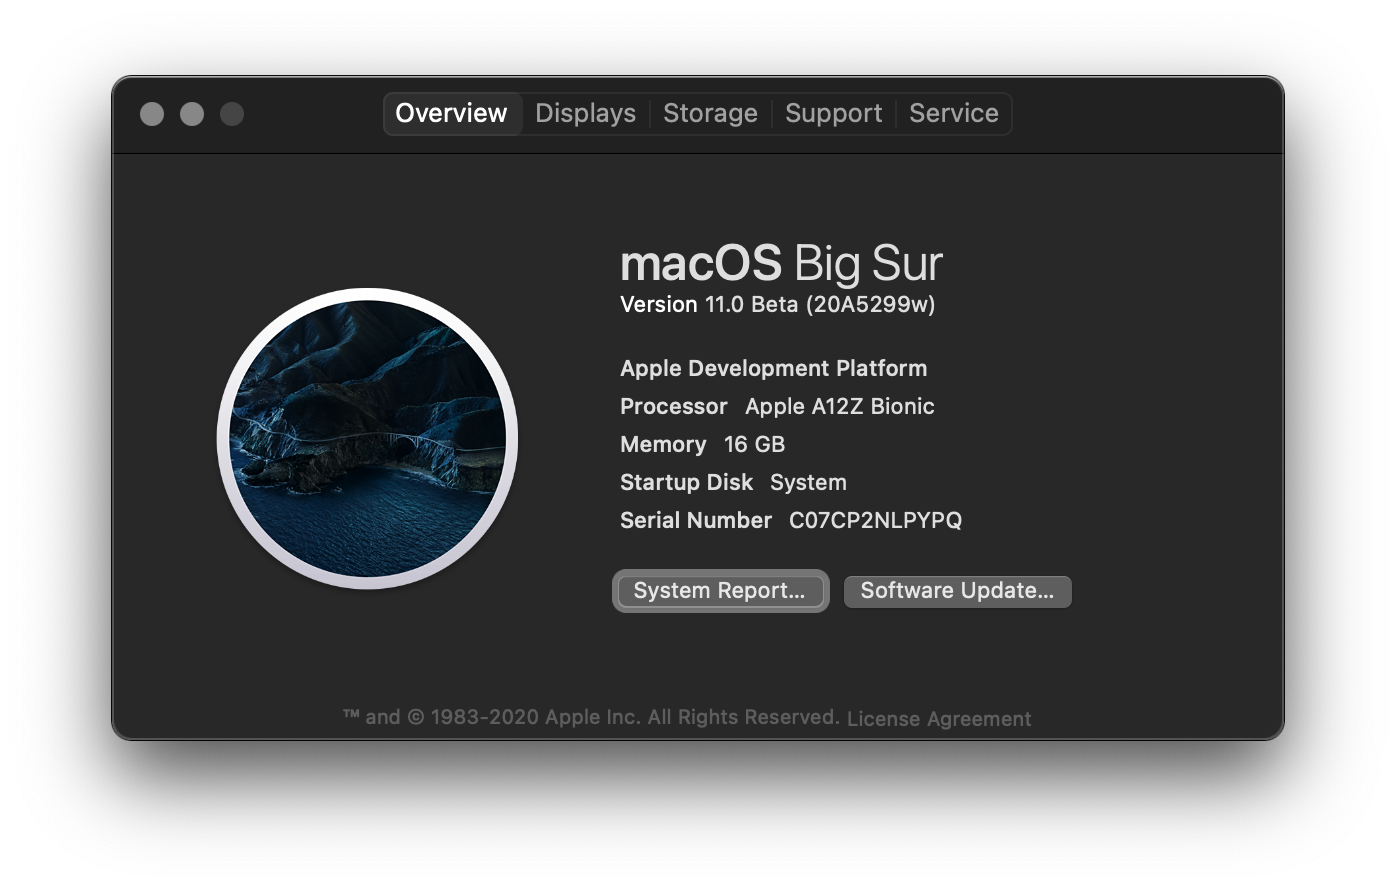 Overview Displays Storage Support Service
macOS Big Sur
Version 11.0 Beta (20A5299w)
Apple Development Platform
Processor Apple A12Z Bionic
Memory 16 GB
Startup Disk System
Serial Number C07CP2NLPYPQ
System Report... Software Update...
™ and © 1983-2020 Apple Inc. All Rights Reserved. License Agreement